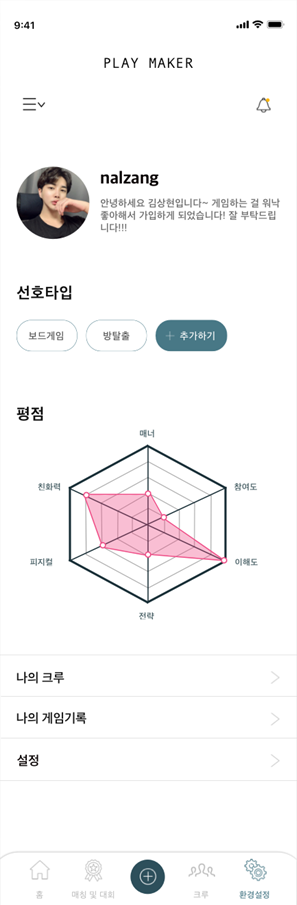 9:41
PLAY MAKER
nalzang
안녕하세요 김상현입니다~ 게임하는 걸 워낙
좋아해서 가입하게 되었습니다! 잘 부탁드립
니다!!!
선호타입
보드게임
방탈출
+ 추가하기
평점
매너
친화력
참여도
피지컬
이해도
전략
나의 크루
나의 게임기록
설정
홈
매칭 및 대회
크루
환경설정